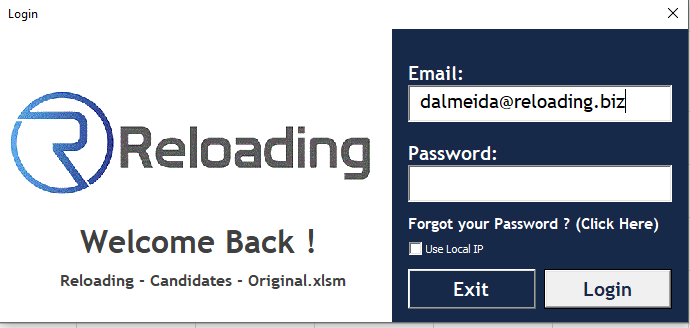 Login
Reloading
Welcome Back !
Reloading - Candidates - Original.xlsm
Email:
dalmeida@reloading.biz
Password:
Forgot your Password ? (Click Here)
Use Local IP
Exit
Login